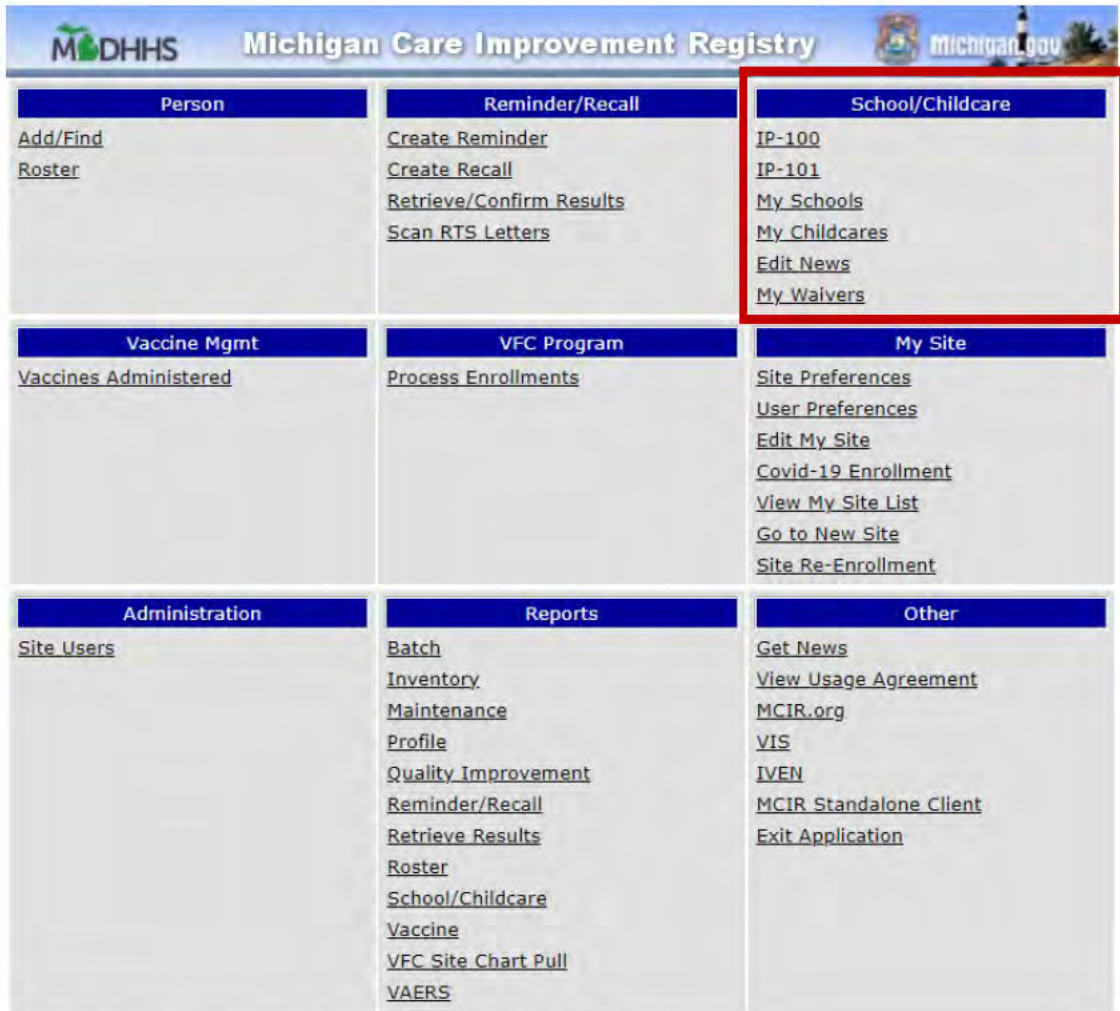 MDHHS Michigan Care Improvement Registry Michigan.gov
Person
Add/Find
Roster
Reminder/Recall
Create Reminder
Create Recall
Retrieve/Confirm Results
Scan RTS Letters
School/Childcare
IP-100
IP-101
My Schools
My Childcares
Edit News
My Waivers
Vaccine Mgmt
Vaccines Administered
VFC Program
Process Enrollments
My Site
Site Preferences
User Preferences
Edit My Site
Covid-19 Enrollment
View My Site List
Go to New Site
Site Re-Enrollment
Administration
Site Users
Reports
Batch
Inventory
Maintenance
Profile
Quality Improvement
Reminder/Recall
Retrieve Results
Roster
School/Childcare
Vaccine
VFC Site Chart Pull
VAERS
Other
Get News
View Usage Agreement
MCIR.org
VIS
IVEN
MCIR Standalone Client
Exit Application